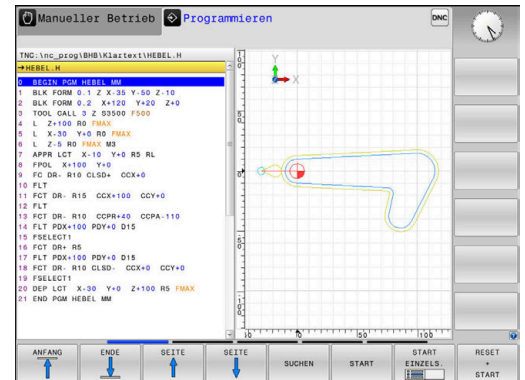 Manueller Betrieb
Programmieren
DNC
TNC:\nc_prog\BHB\Klartext\HEBEL.H
→HEBEL.H
0 BEGIN PGM HEBEL MM
1 BLK FORM 0.1 Z X-35 Y-50 Z-10
2 BLK FORM 0.2 X+120 Y+20 Z+0
3 TOOL CALL 3 Z S3500 F500
4 L Z+100 R0 FMAX
5 L X-30 Y+0 R0 FMAX
6 L Z-5 R0 FMAX M3
7 APPR LCT X-10 Y+0 R5 RL
8 FPOL X+100 Y+0
9 FC DR- R10 CLSD+ CCX+0
10 FLT
11 FCT DR- R15 CCX+100 CCY+0
12 FLT
13 FCT DR- R10 CCPR+40 CCPA-110
14 FLT PDX+100 PDY+0 D15
15 FSELECT1
16 FCT DR+ R5
17 FLT PDX+100 PDY+0 D15
18 FCT DR- R10 CLSD- CCX+0 CCY+0
19 FSELECT1
20 DEP LCT X-30 Y+0 Z+100 R5 FMAX
21 END PGM HEBEL MM
Y
X
50
0
50
100
ANFANG
ENDE
SEITE
SEITE
SUCHEN
START
START EINZELS.
RESET + START